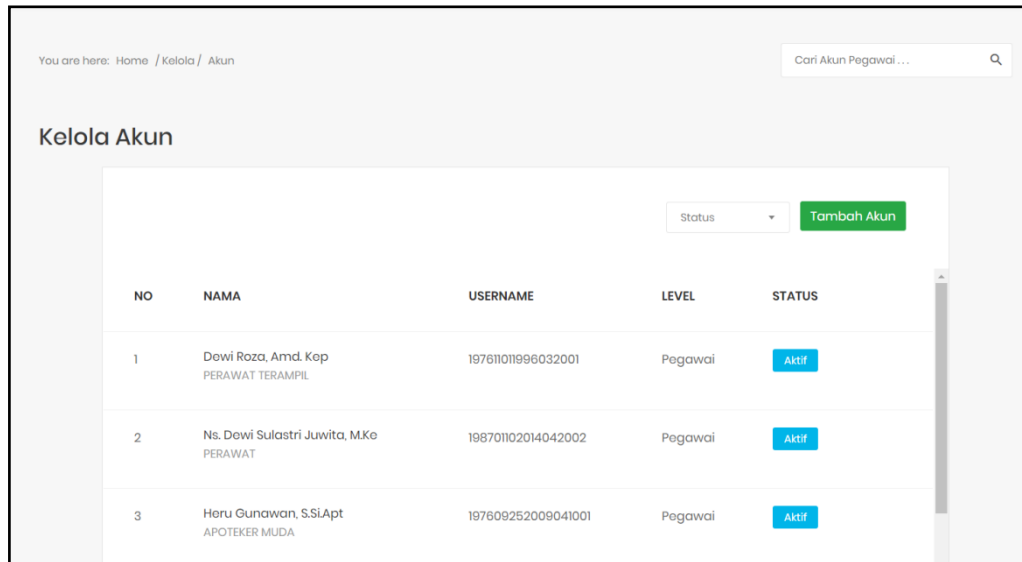 You are here: Home / Kelola / Akun
Cari Akun Pegawai . . .
Kelola Akun
Status
Tambah Akun
NO NAMA USERNAME LEVEL STATUS
1 Dewi Roza, Amd. Kep 197611011996032001 Pegawai Aktif
PERAWAT TERAMPIL
2 Ns. Dewi Sulastri Juwita, M.Ke 198701102014042002 Pegawai Aktif
PERAWAT
3 Heru Gunawan, S.Si.Apt 197609252009041001 Pegawai Aktif
APOTEKER MUDA